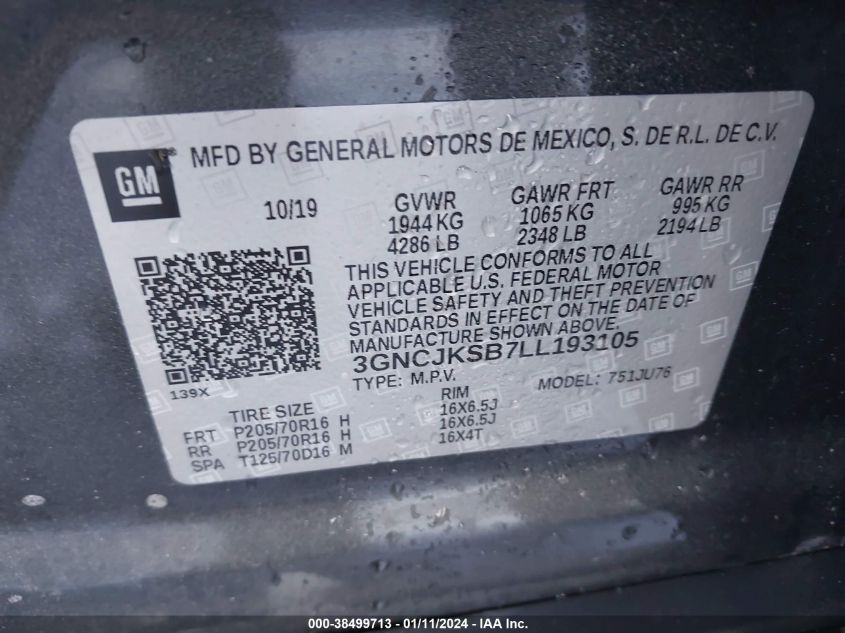 GM
MFD BY GENERAL MOTORS DE MEXICO, S. DE R.L. DE C.V.
10/19
GVWR
1944 KG
4286 LB
GAWR FRT
1065 KG
2348 LB
GAWR RR
995 KG
2194 LB
THIS VEHICLE CONFORMS TO ALL
APPLICABLE U.S. FEDERAL MOTOR
VEHICLE SAFETY AND THEFT PREVENTION
STANDARDS IN EFFECT ON THE DATE OF
MANUFACTURE SHOWN ABOVE.
3GNCJKSB7LL193105
TYPE: M.P.V. MODEL: 751JU76
139X
TIRE SIZE RIM
FRT P205/70R16 H 16X6.5J
RR P205/70R16 H 16X6.5J
SPA T125/70D16 M 16X4T
000-38499713 - 01/11/2024 - IAAI.com